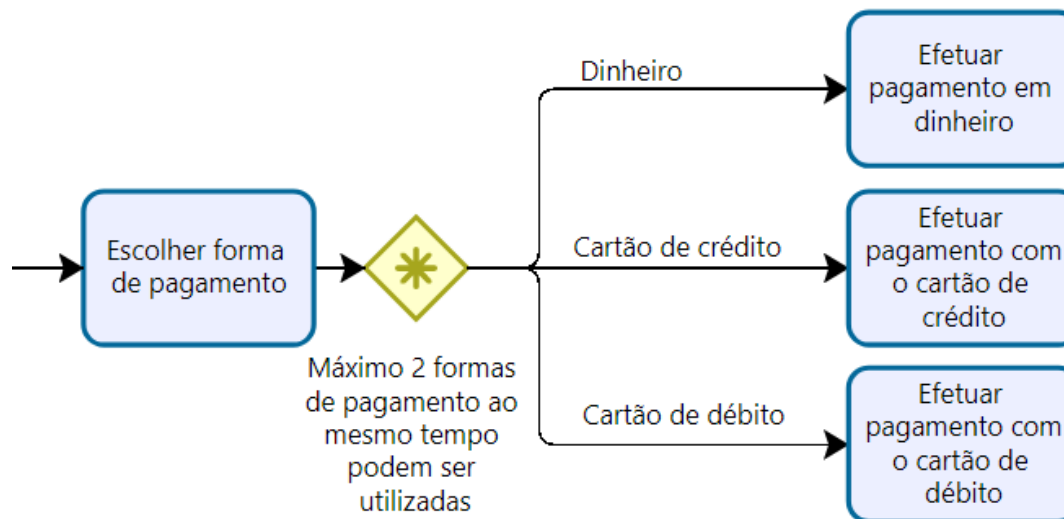 Escolher forma
de pagamento
Máximo 2 formas
de pagamento ao
mesmo tempo
podem ser
utilizadas
Dinheiro
Cartão de crédito
Cartão de débito
Efetuar
pagamento em
dinheiro
Efetuar
pagamento com
o cartão de
crédito
Efetuar
pagamento com
o cartão de
débito